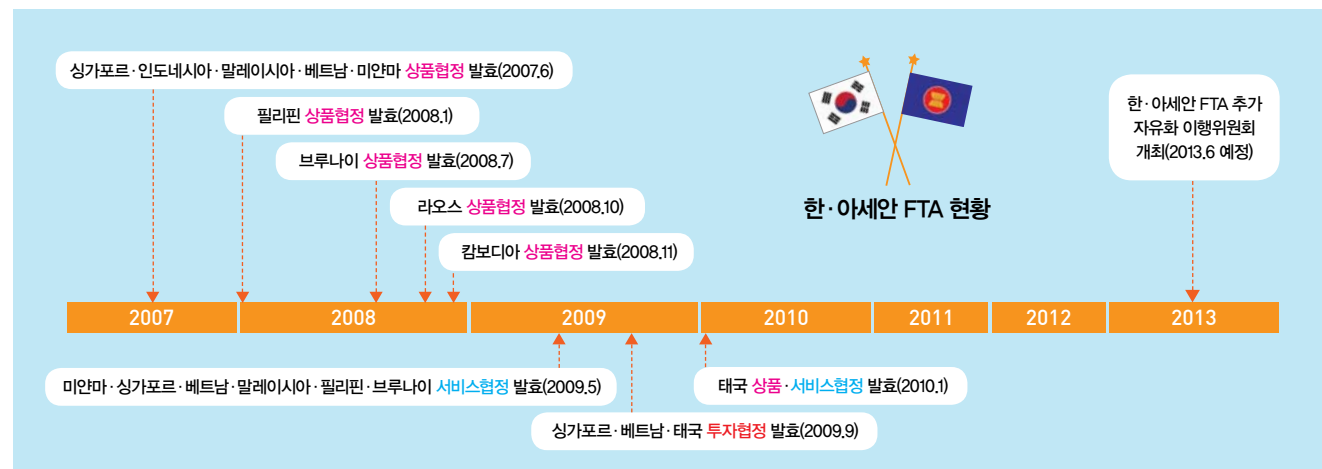 싱가포르·인도네시아·말레이시아·베트남·미얀마 상품협정 발효(2007.6)
필리핀 상품협정 발효(2008.1)
브루나이 상품협정 발효(2008.7)
라오스 상품협정 발효(2008.10)
캄보디아 상품협정 발효(2008.11)
한·아세안 FTA 현황
한·아세안 FTA 추가
자유화 이행위원회
개최(2013.6 예정)
2007 2008 2009 2010 2011 2012 2013
미얀마·싱가포르·베트남·말레이시아·필리핀·브루나이 서비스협정 발효(2009.5)
태국 상품·서비스협정 발효(2010.1)
싱가포르·베트남·태국 투자협정 발효(2009.9)